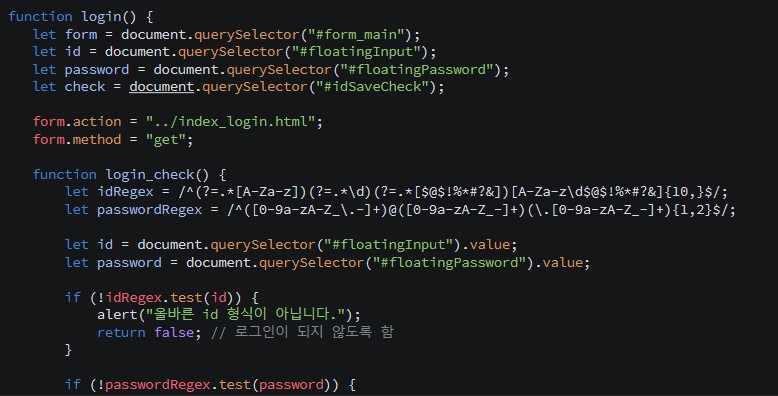 function login() {
let form = document.querySelector("#form_main");
let id = document.querySelector("#floatingInput");
let password = document.querySelector("#floatingPassword");
let check = document.querySelector("#idSaveCheck");
form.action = "../index_login.html";
form.method = "get";
function login_check() {
let idRegex = /^(?=.*[A-Za-z])(?=.*\d)(?=.*[$@$!%*#?&])[A-Za-z\d$@$!%*#?&]{10,}$/;
let passwordRegex = /^([0-9a-zA-Z_\.-]+)@([0-9a-zA-Z_-]+)(\.[0-9a-zA-Z_-]+){1,2}$/;
let id = document.querySelector("#floatingInput").value;
let password = document.querySelector("#floatingPassword").value;
if (!idRegex.test(id)) {
alert("올바른 id 형식이 아닙니다.");
return false; // 로그인이 되지 않도록 함
}
if (!passwordRegex.test(password)) {